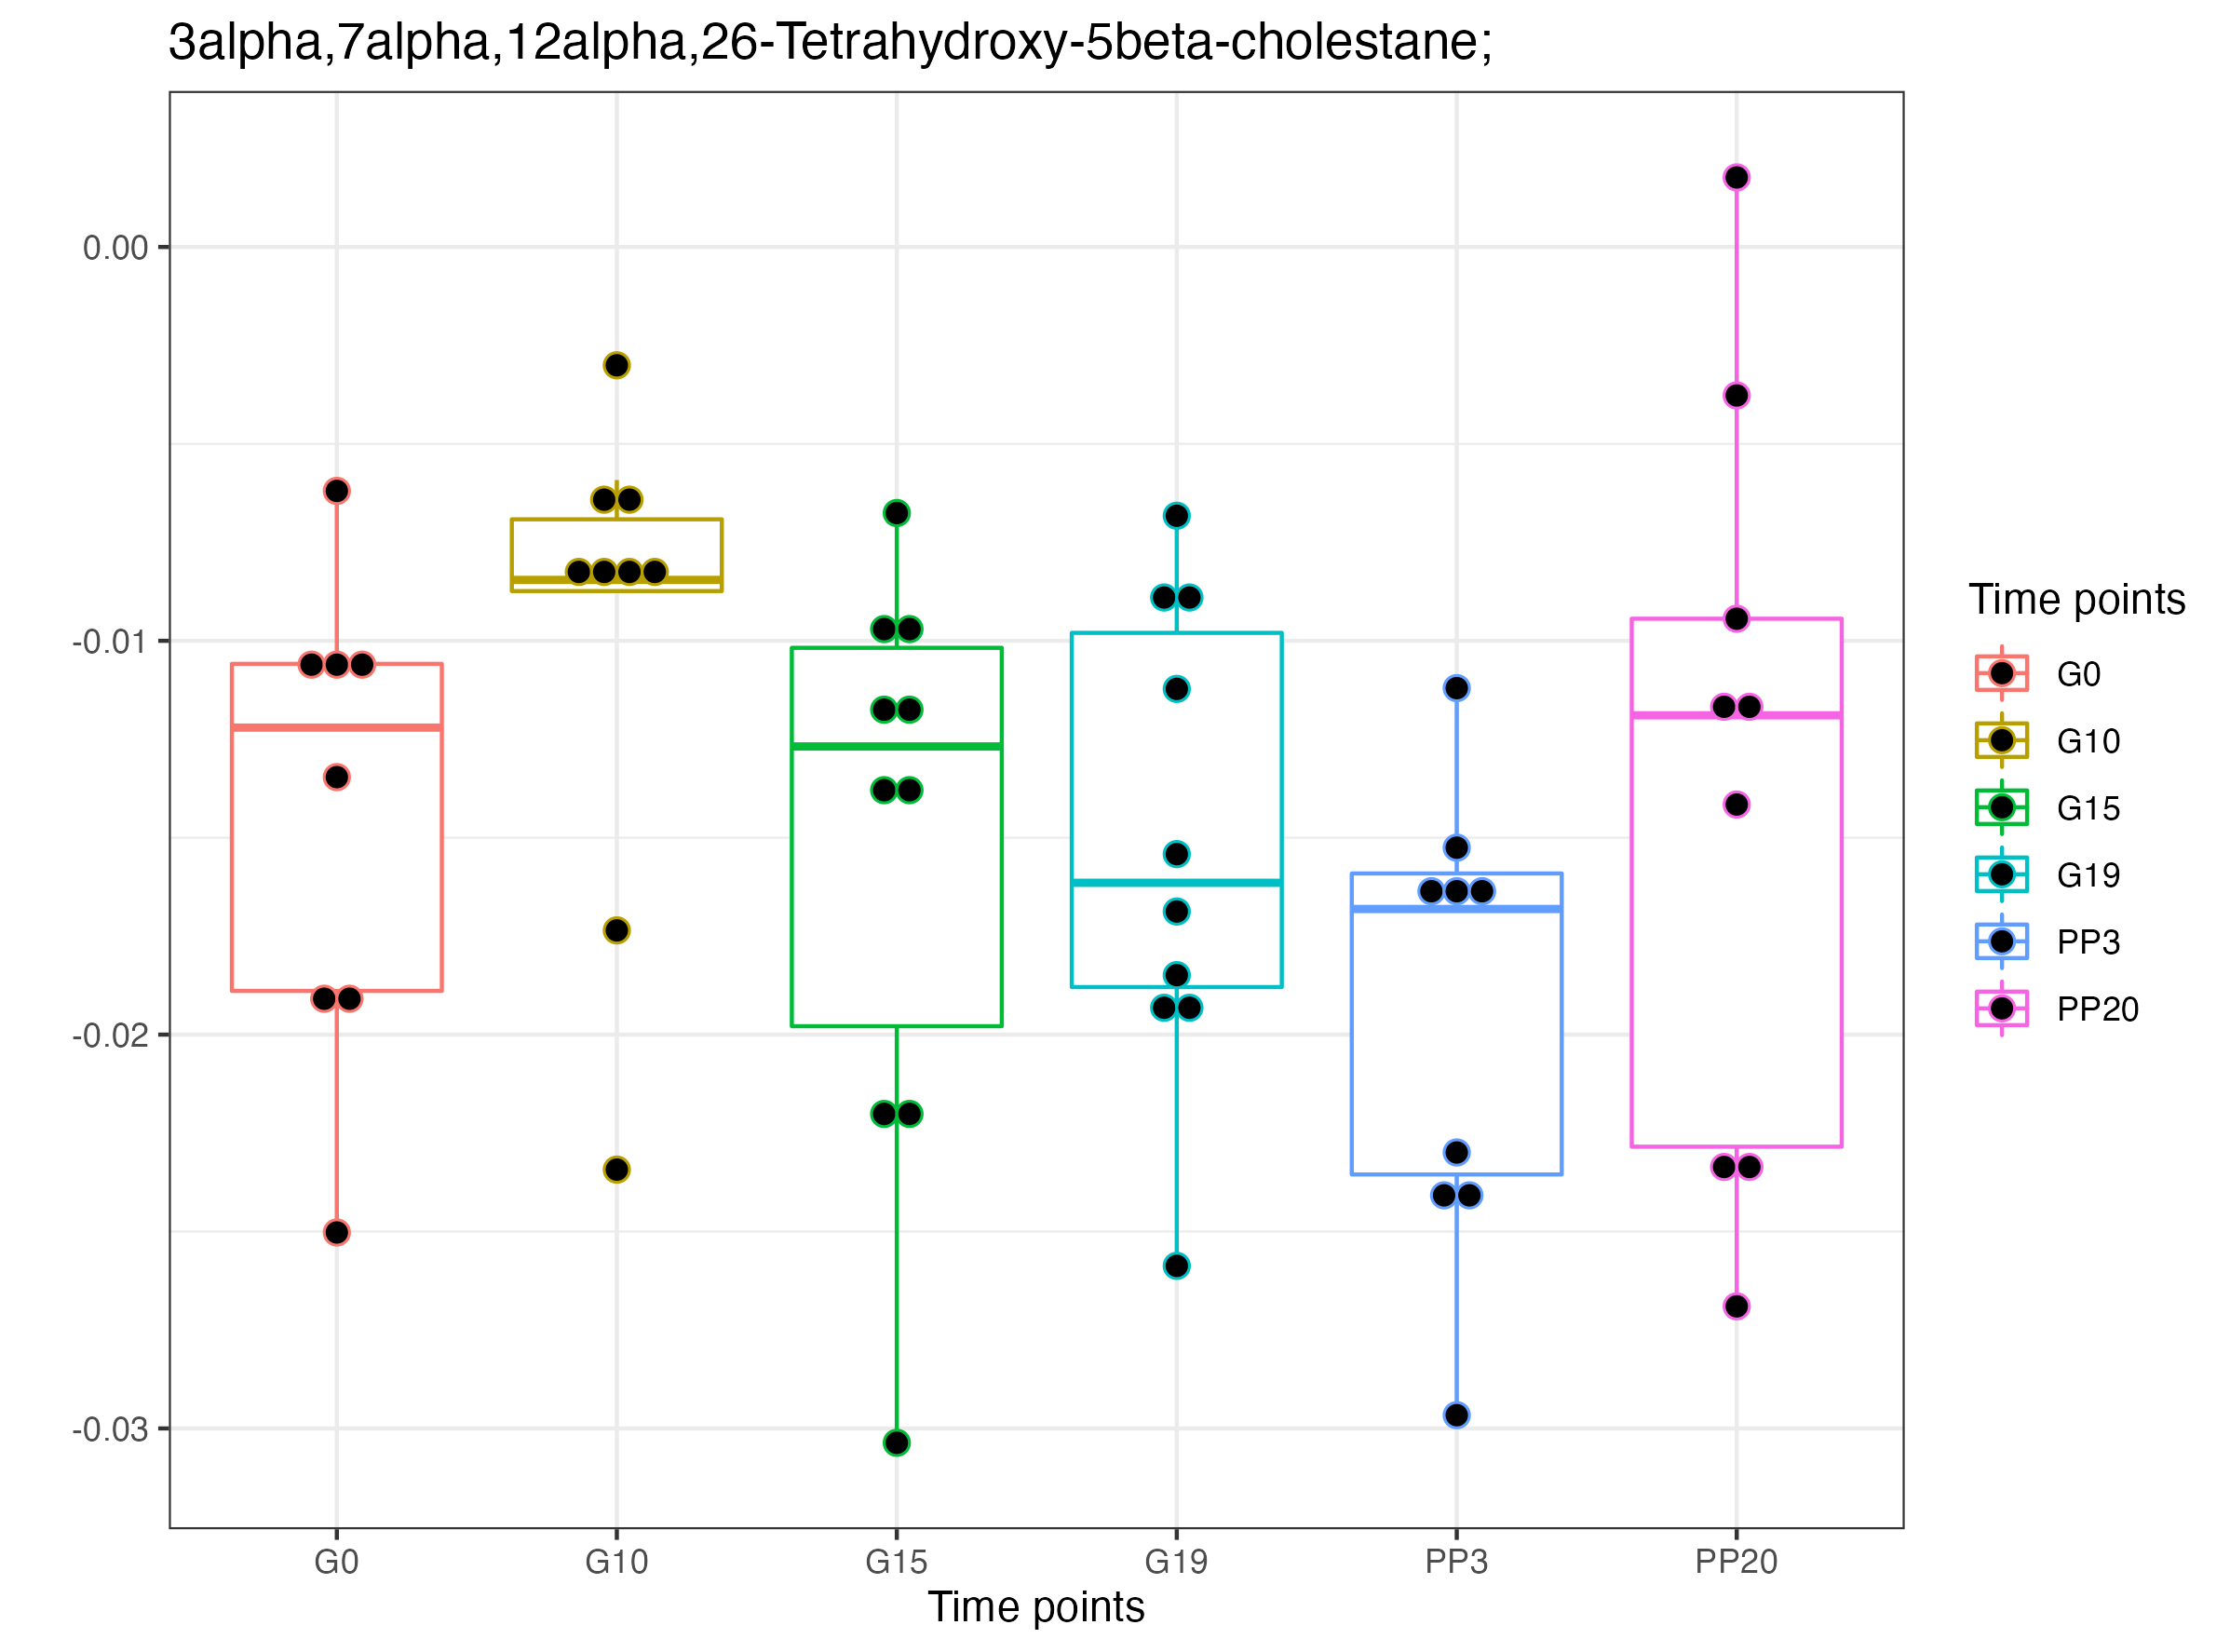 3alpha,7alpha,12alpha,26-Tetrahydroxy-5beta-cholestane;
0.00
-0.01
-0.02
-0.03
G0 G10 G15 G19 PP3 PP20
Time points
Time points
G0
G10
G15
G19
PP3
PP20